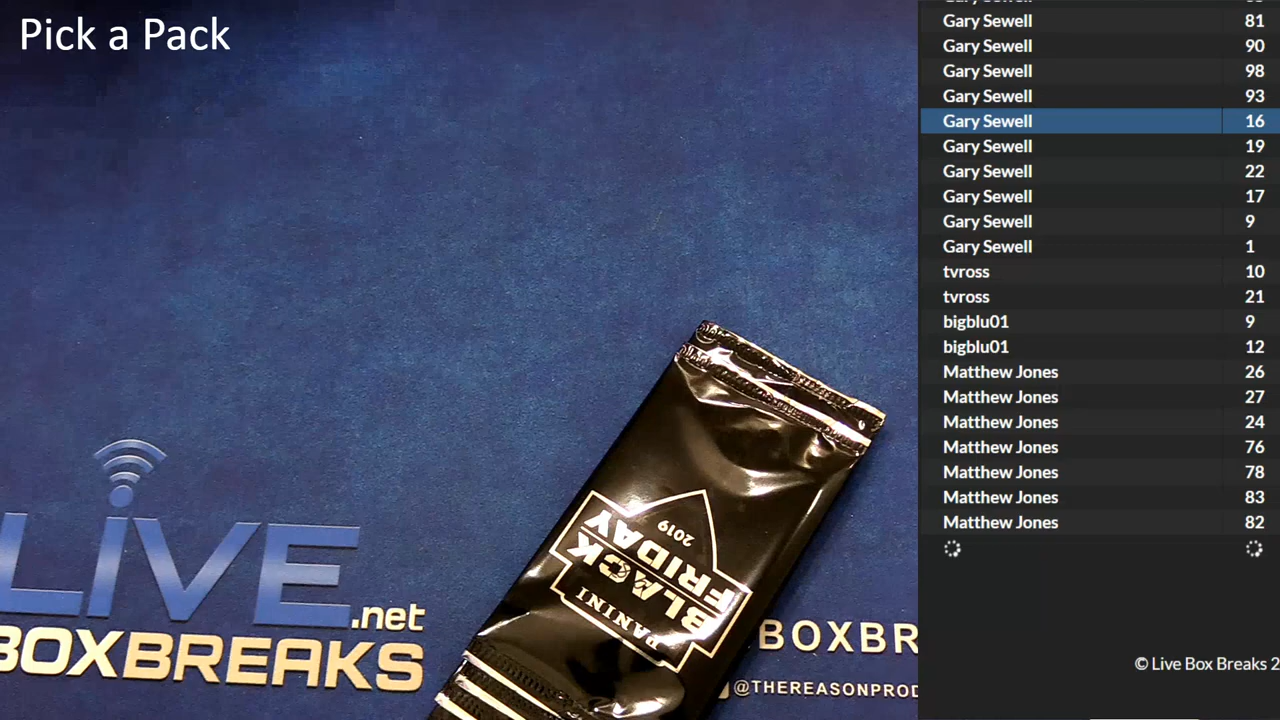 Pick a Pack
Gary Sewell 81
Gary Sewell 90
Gary Sewell 98
Gary Sewell 93
Gary Sewell 16
Gary Sewell 19
Gary Sewell 22
Gary Sewell 17
Gary Sewell 9
Gary Sewell 1
tvross 10
tvross 21
bigblu01 9
bigblu01 12
Matthew Jones 26
Matthew Jones 27
Matthew Jones 24
Matthew Jones 76
Matthew Jones 78
Matthew Jones 83
Matthew Jones 82
© Live Box Breaks 2
PANINI
BLACK
FRIDAY
2019
LIVE.net
BOXBREAKS
BOXBR
@THEREASONPROD